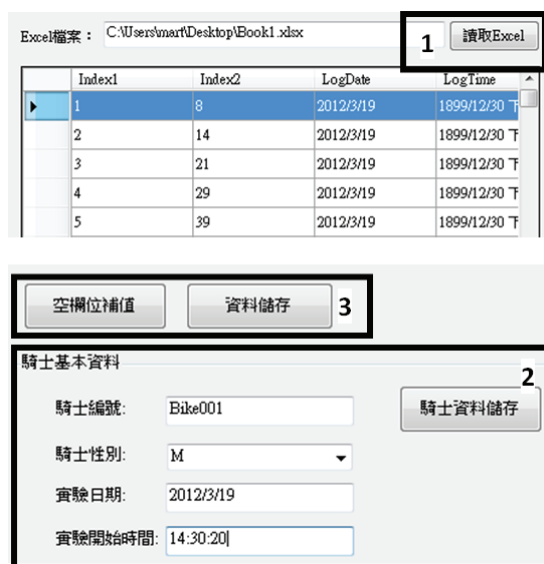 Excel檔案： C:\Users\mart\Desktop\Book1.xlsx 1 讀取Excel
Index1 Index2 LogDate LogTime
1 8 2012/3/19 1899/12/30 下
2 14 2012/3/19 1899/12/30 下
3 21 2012/3/19 1899/12/30 下
4 29 2012/3/19 1899/12/30 下
5 39 2012/3/19 1899/12/30 下
空欄位補值 資料儲存 3
騎士基本資料 2
騎士編號: Bike001 騎士資料儲存
騎士性別: M
實驗日期: 2012/3/19
實驗開始時間: 14:30:20